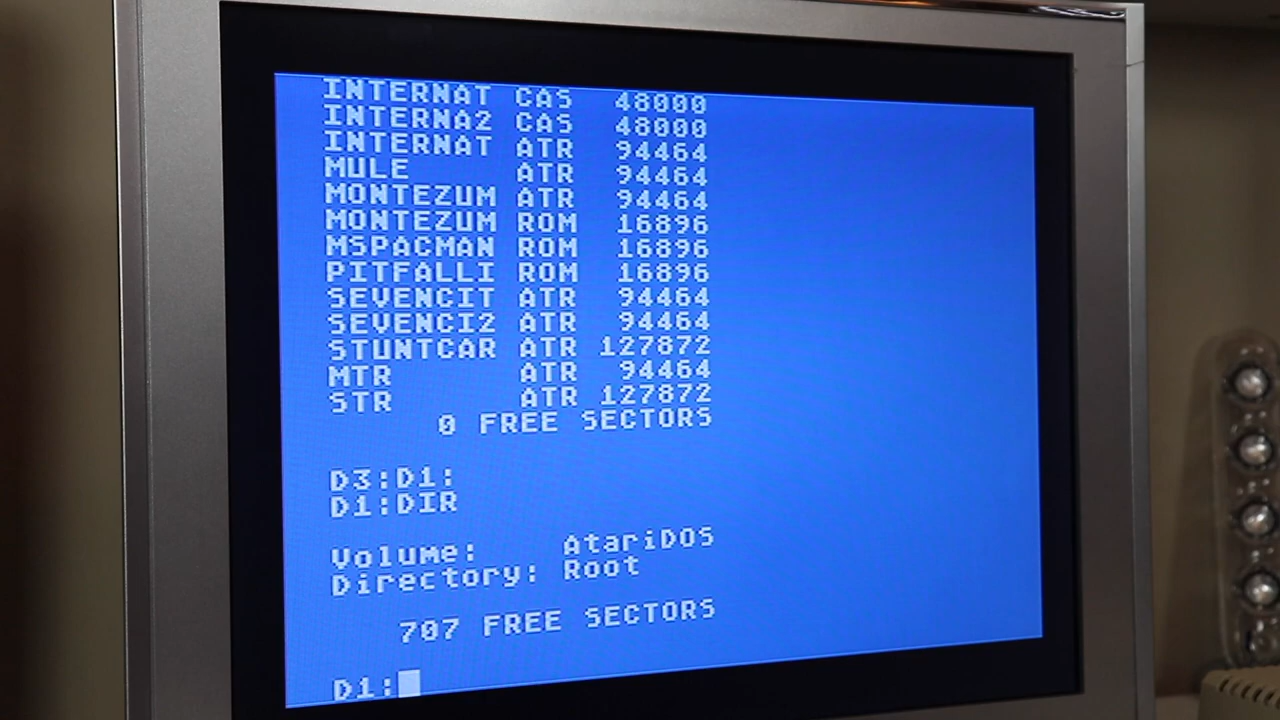 INTERNAT CAS 48000
INTERNA2 CAS 48000
INTERNAT ATR 94464
MULE ATR 94464
MONTEZUM ATR 94464
MONTEZUM ROM 16896
MSPACMAN ROM 16896
PITFALLI ROM 16896
SEVENCIT ATR 94464
SEVENCI2 ATR 94464
STUNTCAR ATR 127872
MTR ATR 94464
STR ATR 127872
0 FREE SECTORS
D3:D1:
D1:DIR
Volume: AtariDOS
Directory: Root
707 FREE SECTORS
D1: